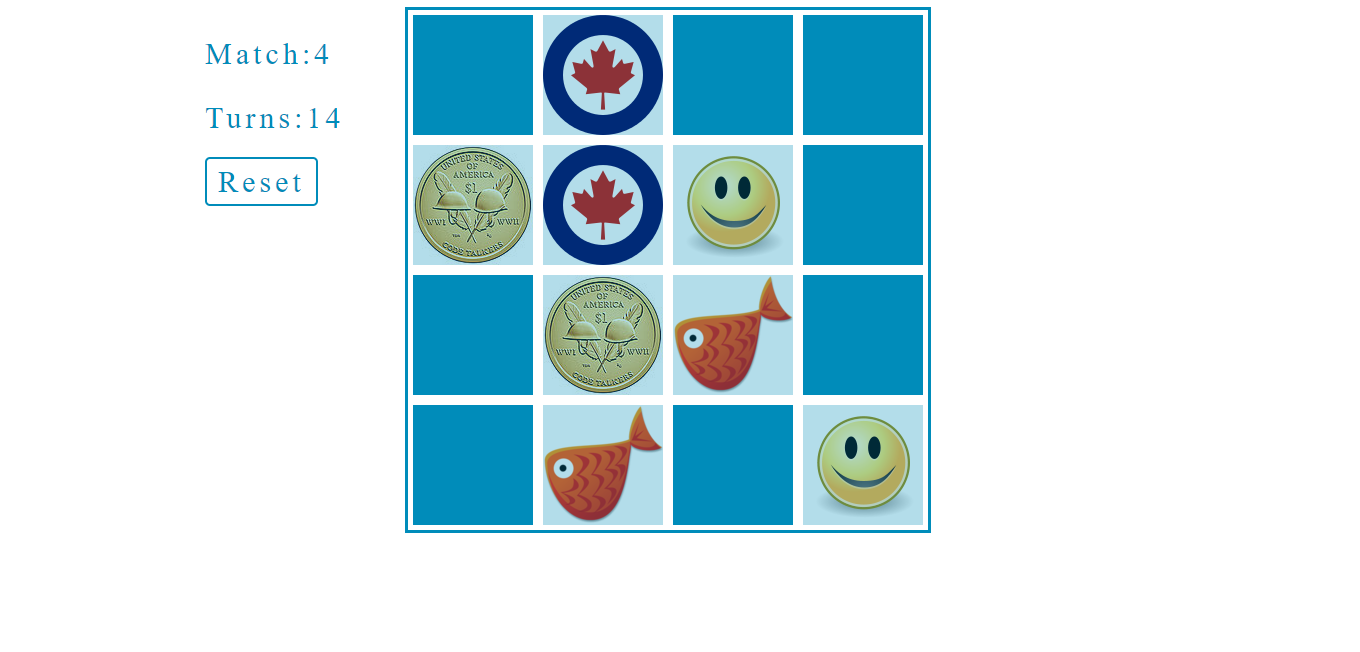 Match:4
Turns:14
Reset
UNITED STATES
OF
AMERICA
$1
WWI WWII
CODE TALKERS
UNITED STATES
OF
AMERICA
$1
WWI WWII
CODE TALKERS